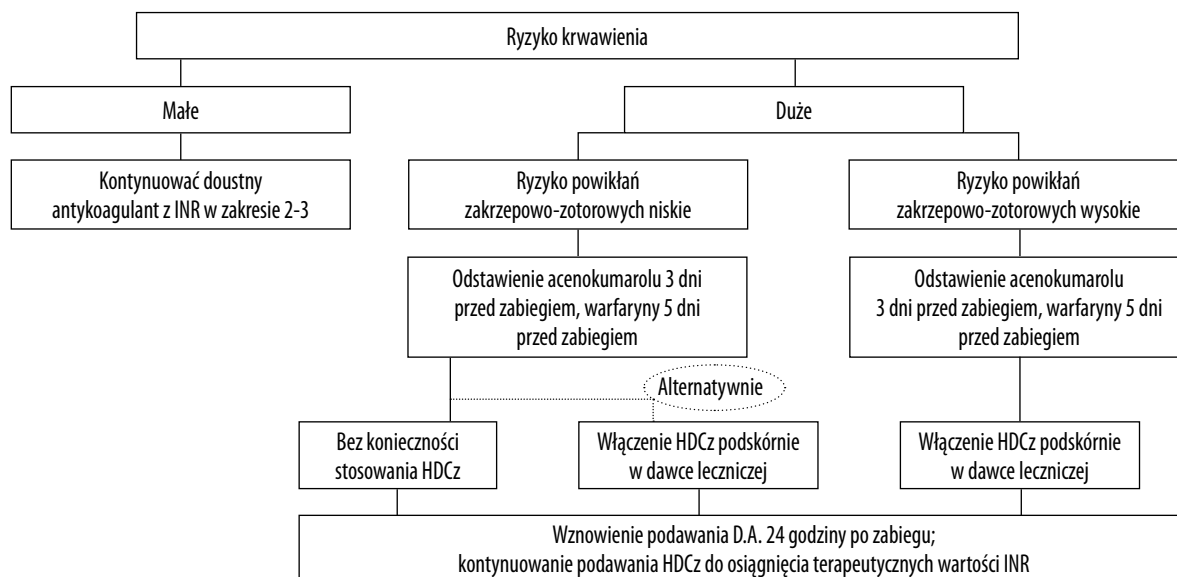 Ryzyko krwawienia
Małe
Duże
Kontynuować doustny
antykoagulant z INR w zakresie 2-3
Ryzyko powikłań
zakrzepowo-zotorowych niskie
Ryzyko powikłań
zakrzepowo-zotorowych wysokie
Odstawienie acenokumarolu 3 dni
przed zabiegiem, warfaryny 5 dni
przed zabiegiem
Odstawienie acenokumarolu
3 dni przed zabiegiem, warfaryny 5 dni
przed zabiegiem
Alternatywnie
Bez konieczności
stosowania HDCz
Włączenie HDCz podskórnie
w dawce leczniczej
Włączenie HDCz podskórnie
w dawce leczniczej
Wznowienie podawania D.A. 24 godziny po zabiegu;
kontynuowanie podawania HDCz do osiągnięcia terapeutycznych wartości INR